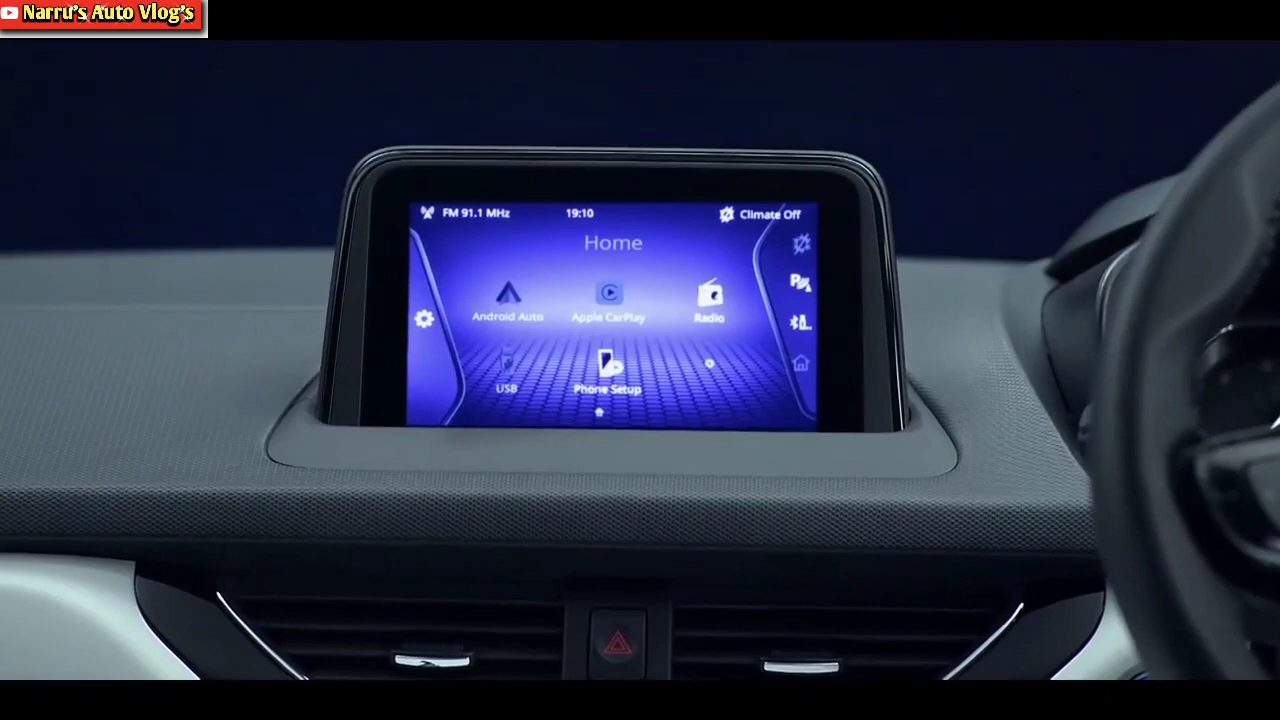 Narru's Auto Vlog's
FM 91.1 MHz 19:10 Climate Off
Home
Android Auto Apple CarPlay Radio
USB Phone Setup